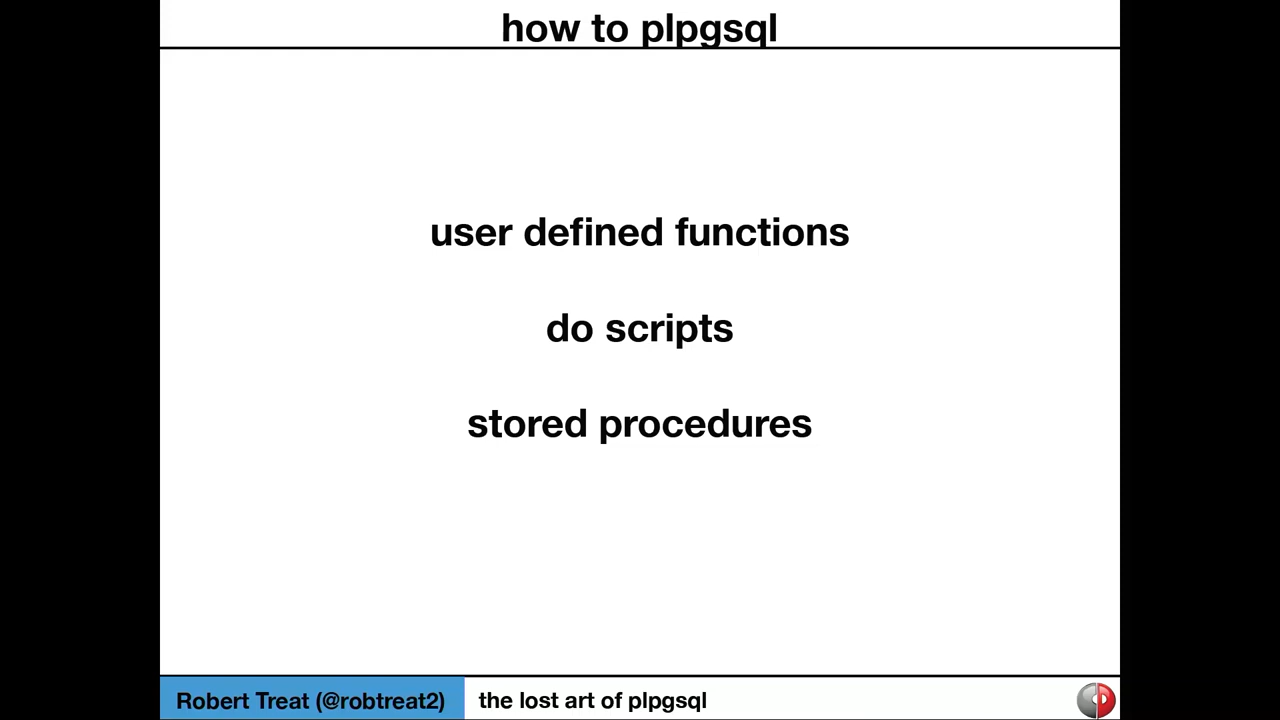 how to plpgsql
user defined functions
do scripts
stored procedures
Robert Treat (@robtreat2)
the lost art of plpgsql